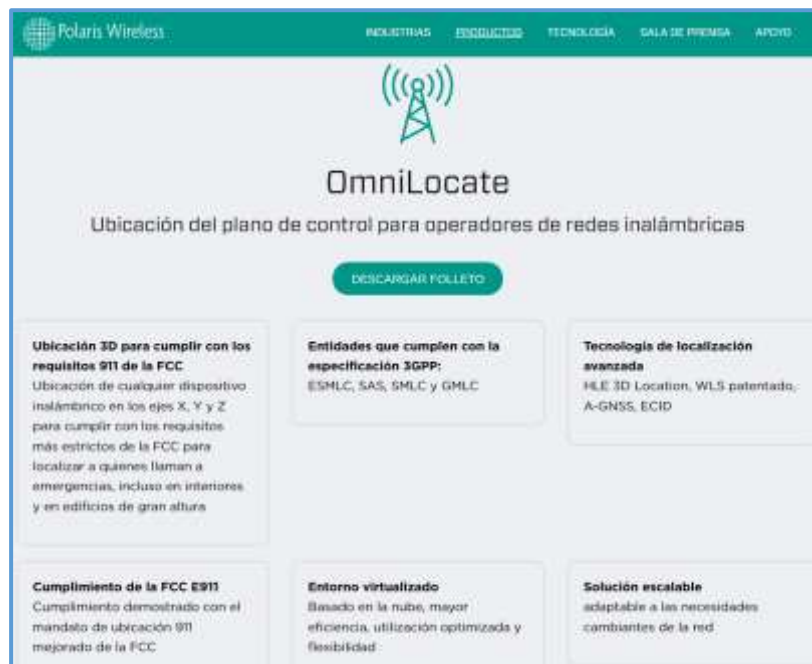 Polaris Wireless
INDUSTRIAS PRODUCTOS TECNOLOGÍA SALA DE PRENSA APOYO
OmniLocate
Ubicación del plano de control para operadores de redes inalámbricas
DESCARGAR FOLLETO
Ubicación 3D para cumplir con los
requisitos 911 de la FCC
Ubicación de cualquier dispositivo
inalámbrico en los ejes X, Y y Z
para cumplir con los requisitos
más estrictos de la FCC para
localizar a quienes llaman a
emergencias, incluso en interiores
y en edificios de gran altura
Entidades que cumplen con la
especificación 3GPP:
ESMLC, SAS, SMLC y GMLC
Tecnología de localización
avanzada
HLE 3D Location, WLS patentado,
A-GNSS, ECID
Cumplimiento de la FCC E911
Cumplimiento demostrado con el
mandato de ubicación 911
mejorado de la FCC
Entorno virtualizado
Basado en la nube, mayor
eficiencia, utilización optimizada y
flexibilidad
Solución escalable
adaptable a las necesidades
cambiantes de la red